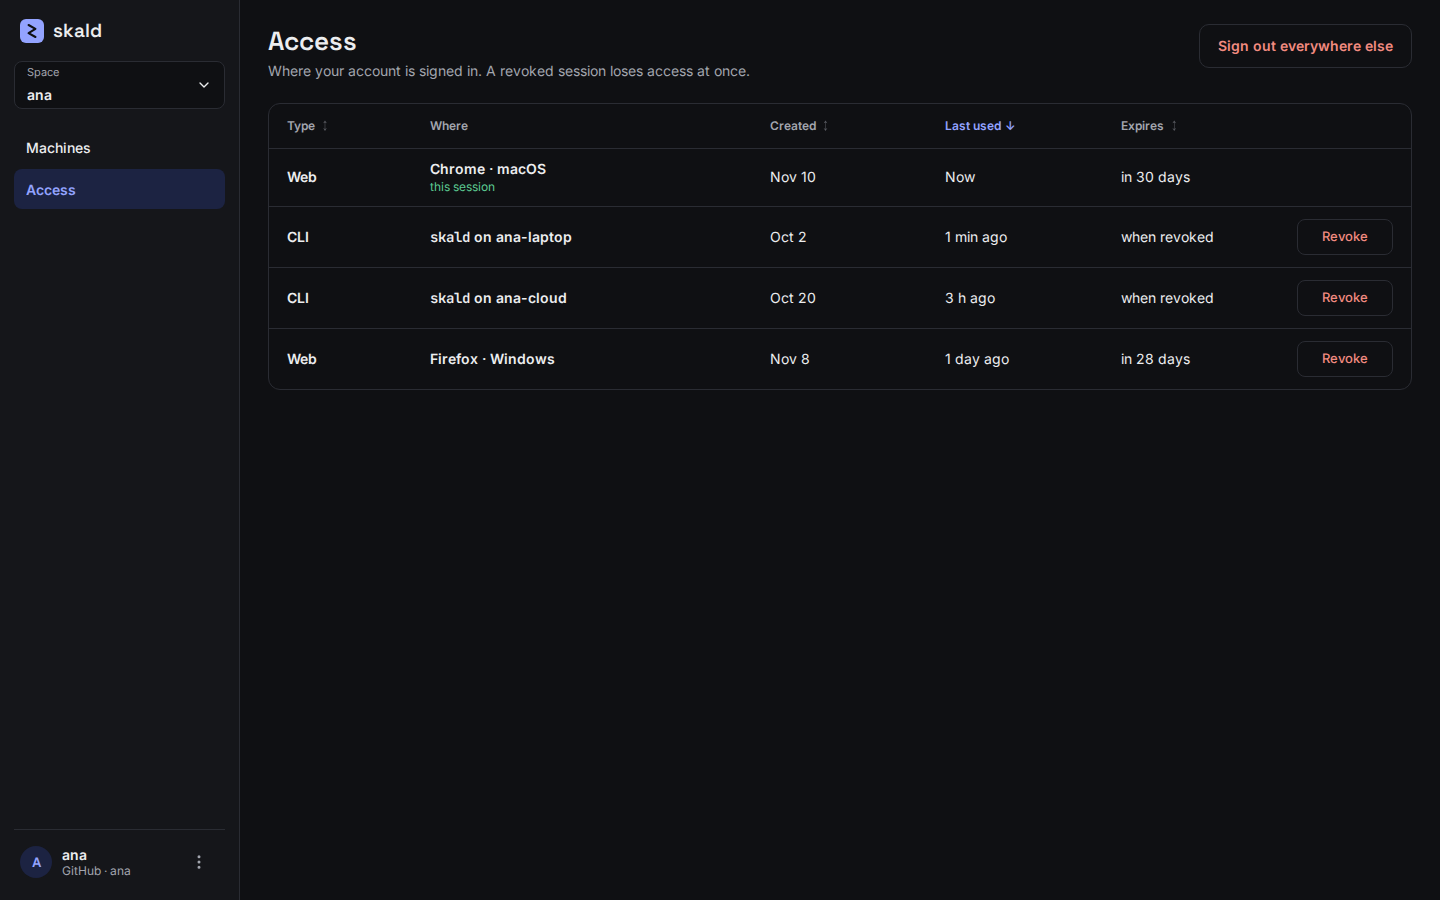 skald
Space
ana
Machines
Access
A
ana
GitHub · ana
Access
Where your account is signed in. A revoked session loses access at once.
Sign out everywhere else
Type Where Created Last used Expires
Web Chrome · macOS Nov 10 Now in 30 days
this session
CLI skald on ana-laptop Oct 2 1 min ago when revoked Revoke
CLI skald on ana-cloud Oct 20 3 h ago when revoked Revoke
Web Firefox · Windows Nov 8 1 day ago in 28 days Revoke